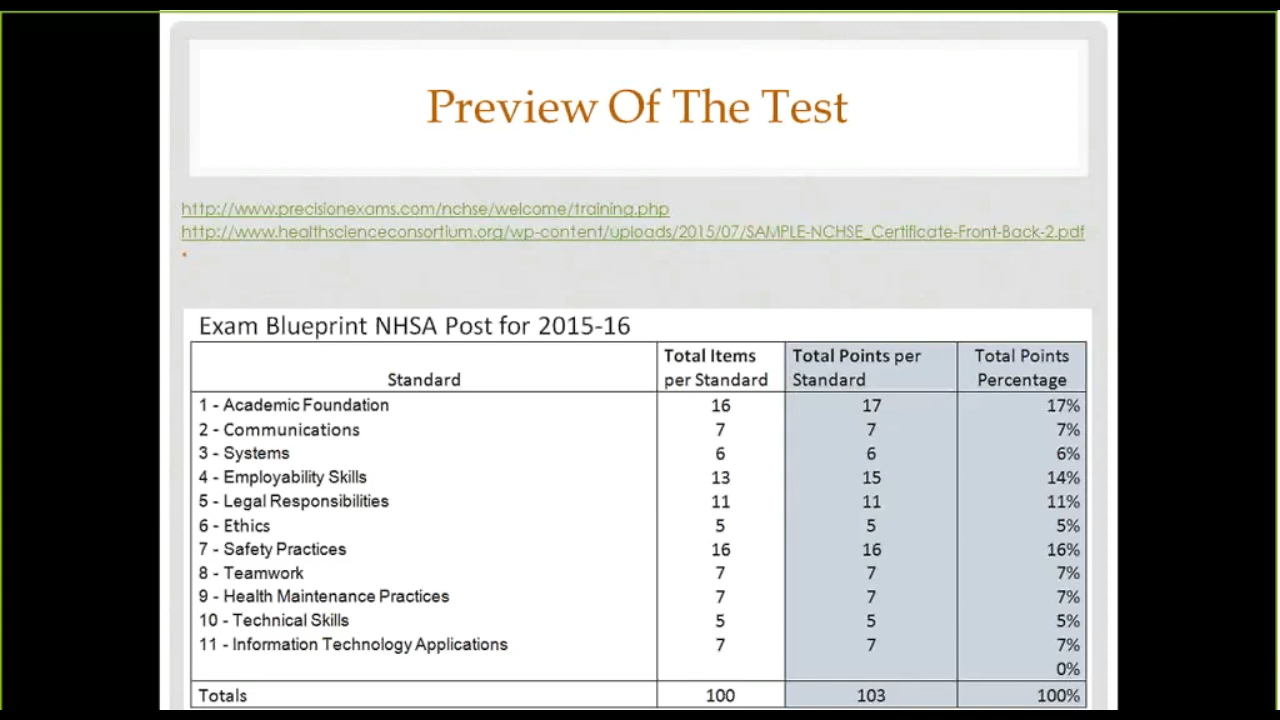 Preview Of The Test
http://www.precisionexams.com/nchse/welcome/training.php
http://www.healthscienceconsortium.org/wp-content/uploads/2015/07/SAMPLE-NCHSE_Certificate-Front-Back-2.pdf
Exam Blueprint NHSA Post for 2015-16
Standard Total Items per Standard Total Points per Standard Total Points Percentage
1 - Academic Foundation 16 17 17%
2 - Communications 7 7 7%
3 - Systems 6 6 6%
4 - Employability Skills 13 15 14%
5 - Legal Responsibilities 11 11 11%
6 - Ethics 5 5 5%
7 - Safety Practices 16 16 16%
8 - Teamwork 7 7 7%
9 - Health Maintenance Practices 7 7 7%
10 - Technical Skills 5 5 5%
11 - Information Technology Applications 7 7 7%
0%
Totals 100 103 100%